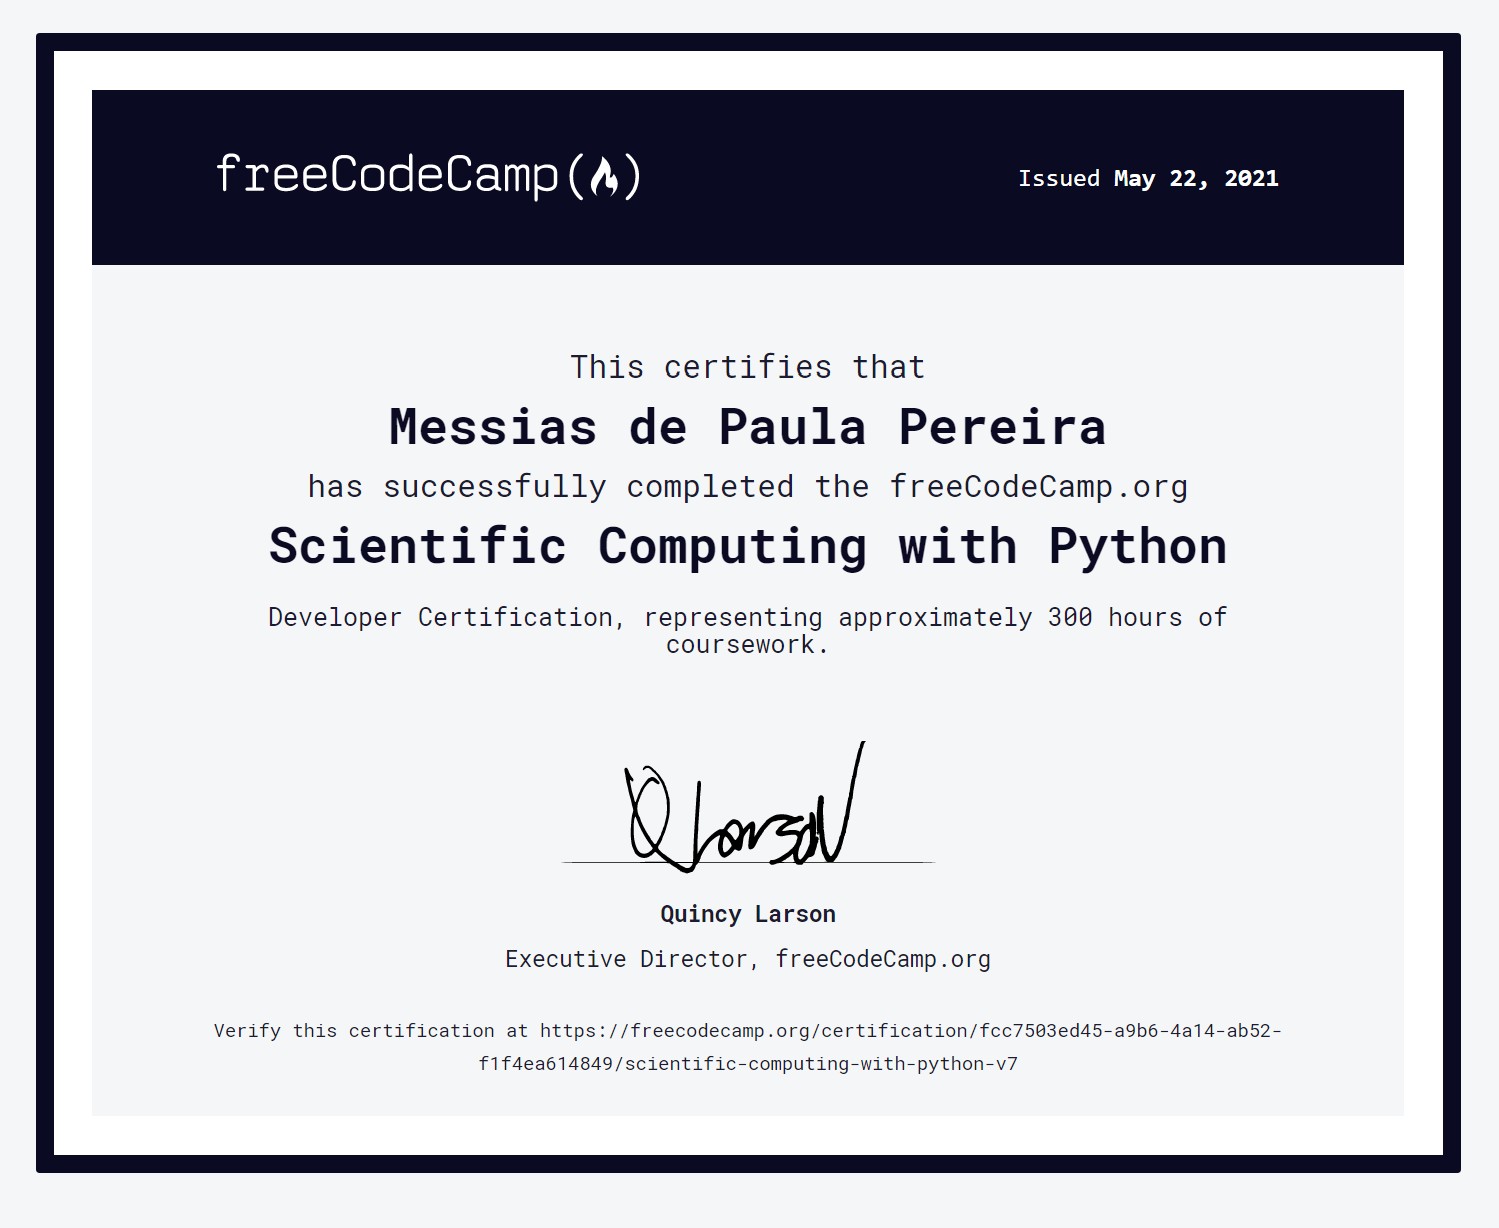 freeCodeCamp(🔥)
Issued May 22, 2021
This certifies that
Messias de Paula Pereira
has successfully completed the freeCodeCamp.org
Scientific Computing with Python
Developer Certification, representing approximately 300 hours of
coursework.
Q Larson
Quincy Larson
Executive Director, freeCodeCamp.org
Verify this certification at https://freecodecamp.org/certification/fcc7503ed45-a9b6-4a14-ab52-
f1f4ea614849/scientific-computing-with-python-v7